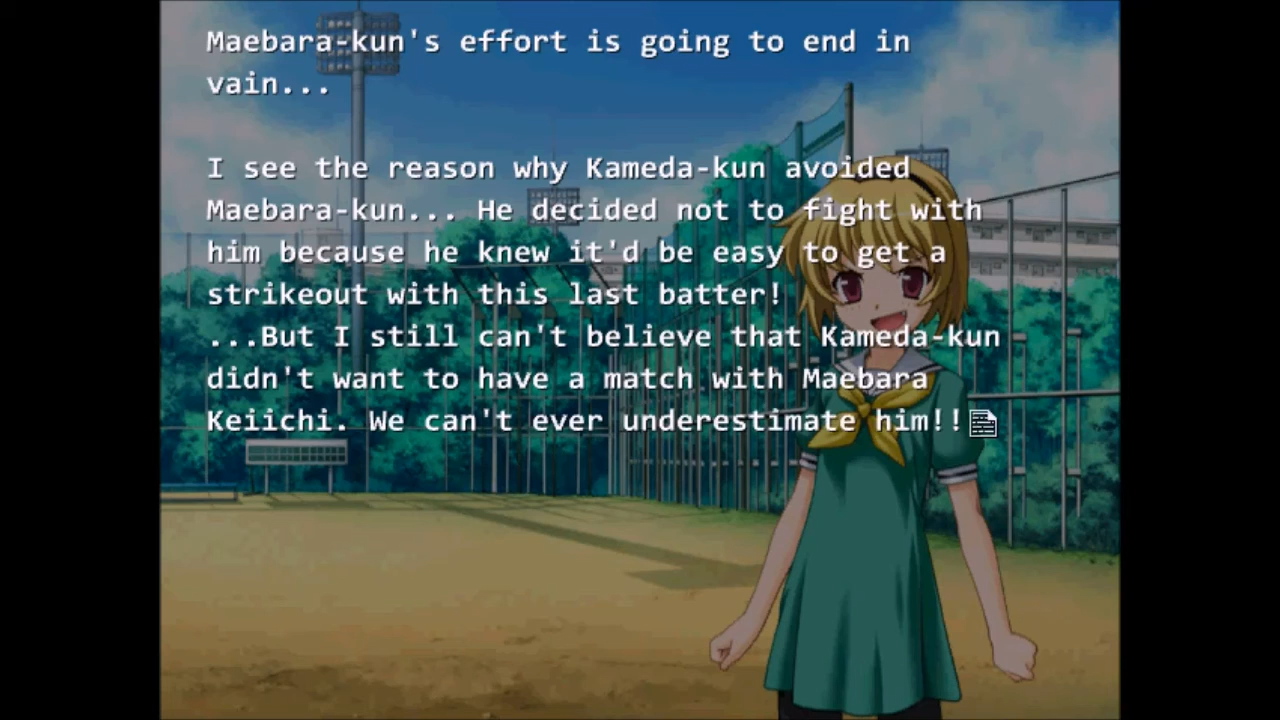 Maebara-kun's effort is going to end in
vain...
I see the reason why Kameda-kun avoided
Maebara-kun... He decided not to fight with
him because he knew it'd be easy to get a
strikeout with this last batter!
...But I still can't believe that Kameda-kun
didn't want to have a match with Maebara
Keiichi. We can't ever underestimate him!!